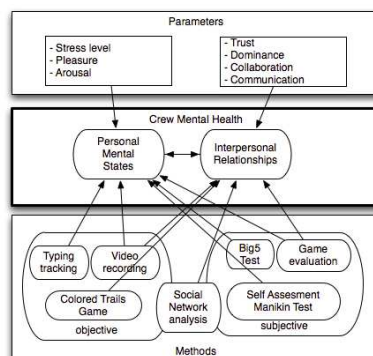 Parameters
- Stress level
- Pleasure
- Arousal
- Trust
- Dominance
- Collaboration
- Communication
Crew Mental Health
Personal
Mental
States
Interpersonal
Relationships
Typing
tracking
Video
recording
Big5
Test
Game
evaluation
Colored Trails
Game
Social
Network
analysis
Self Assesment
Manikin Test
objective
subjective
Methods